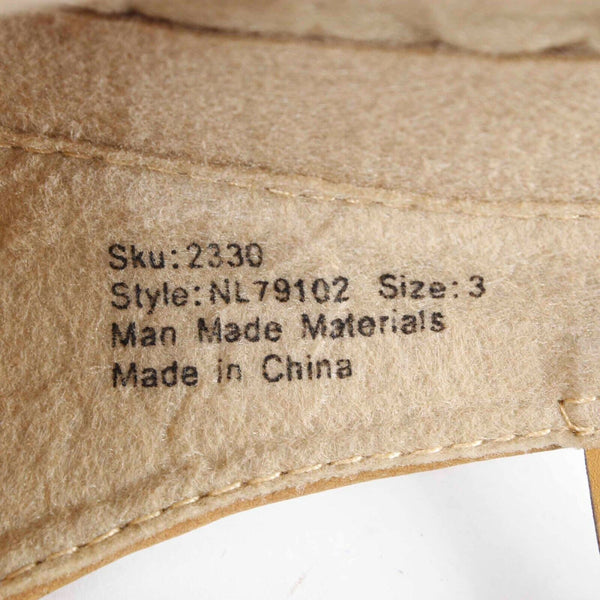 Sku:2330
Style:NL79102 Size:3
Man Made Materials
Made in China